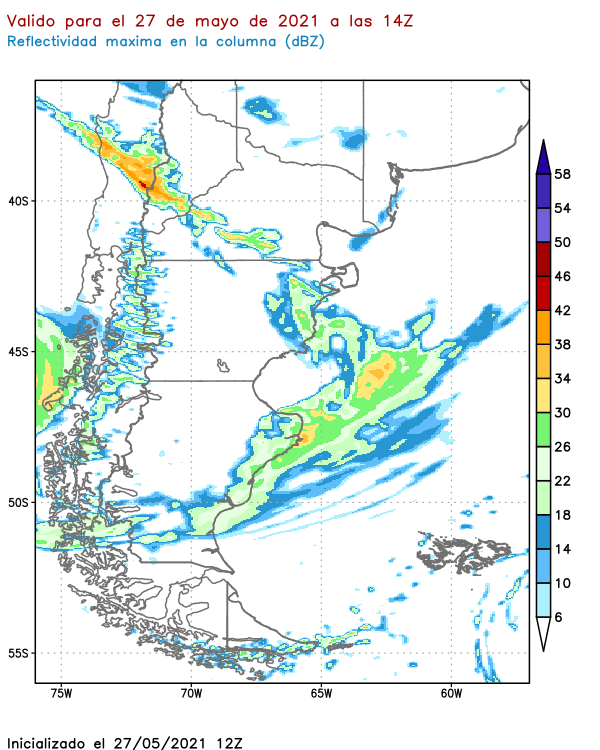 Valido para el 27 de mayo de 2021 a las 14Z
Reflectividad maxima en la columna (dBZ)
58
54
50
46
42
38
34
30
26
22
18
14
10
6
40S
45S
50S
55S
75W
70W
65W
60W
Inicializado el 27/05/2021 12Z